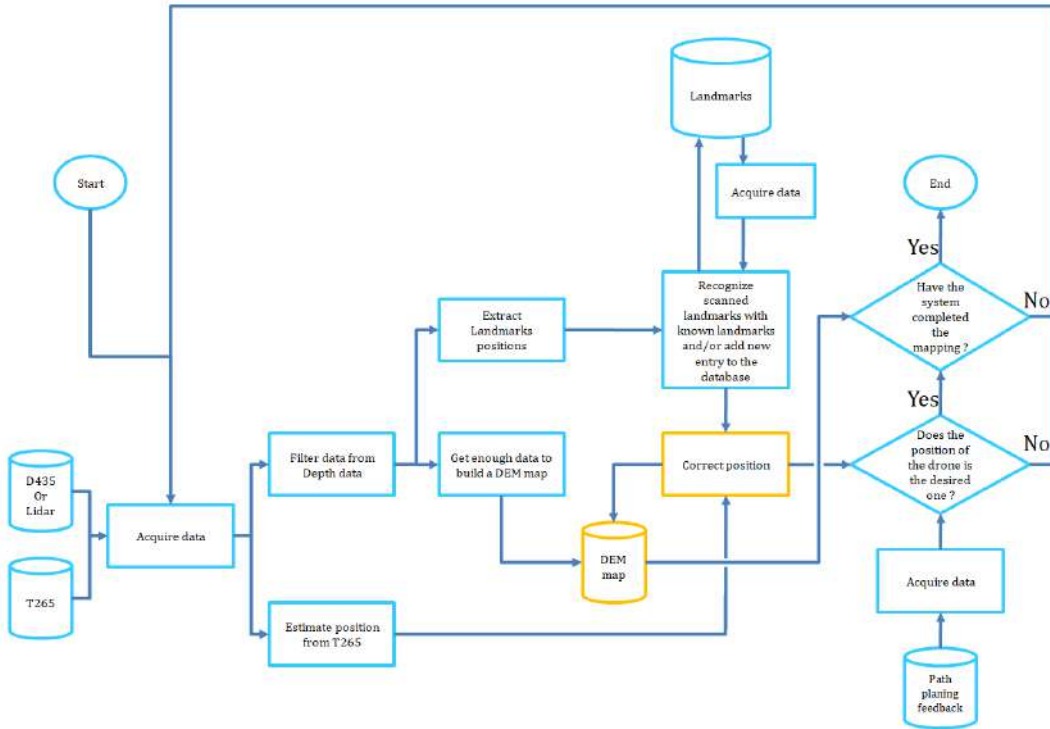 Landmarks
Start
Acquire data
End
Yes
Have the
system
completed
the
mapping ?
No
Recognize
scanned
landmarks with
known landmarks
and/or add new
entry to the
database
Extract
Landmarks
positions
Yes
Does the
position of
the drone is
the desired
one ?
No
Filter data from
Depth data
Get enough data to
build a DEM map
Correct position
D435
Or
Lidar
Acquire data
DEM
map
T265
Estimate position
from T265
Acquire data
Path
planing
feedback